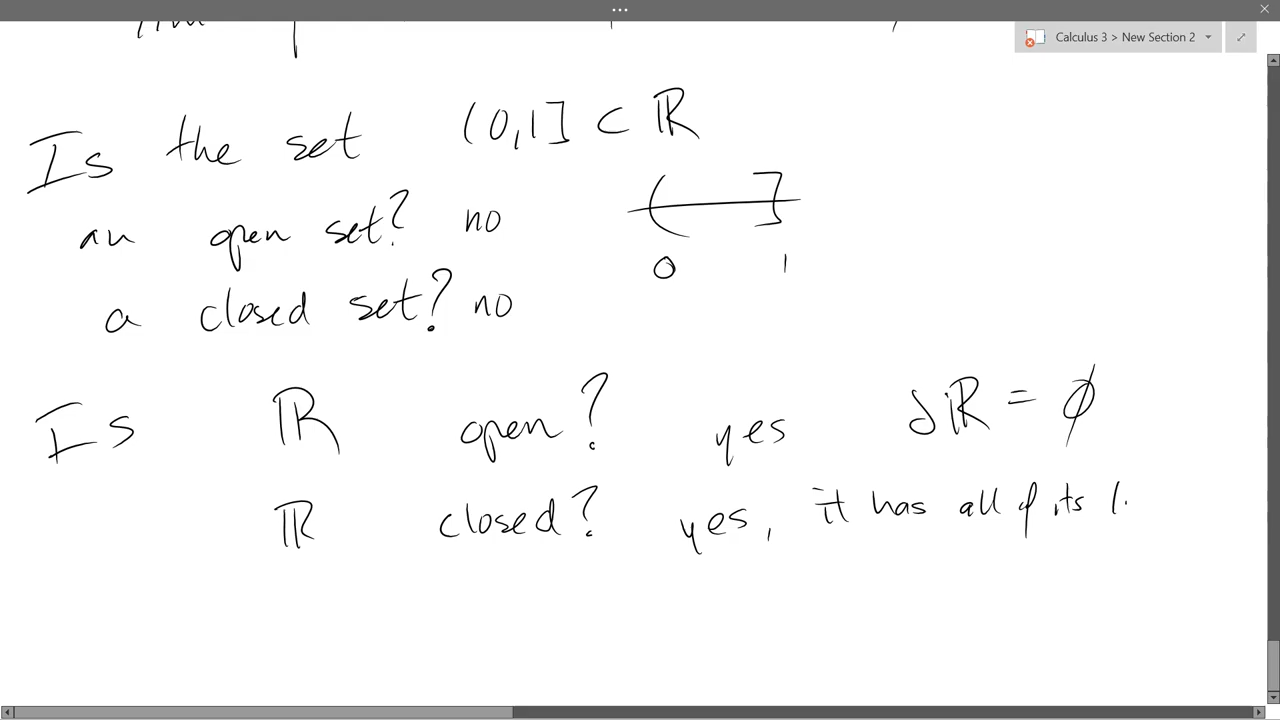 Calculus 3 > New Section 2
Is the set (0,1] ⊂ ℝ
an open set? no
( ]
0 1
a closed set? no
Is ℝ open? yes ∂ℝ = ∅
ℝ closed? yes, it has all of its